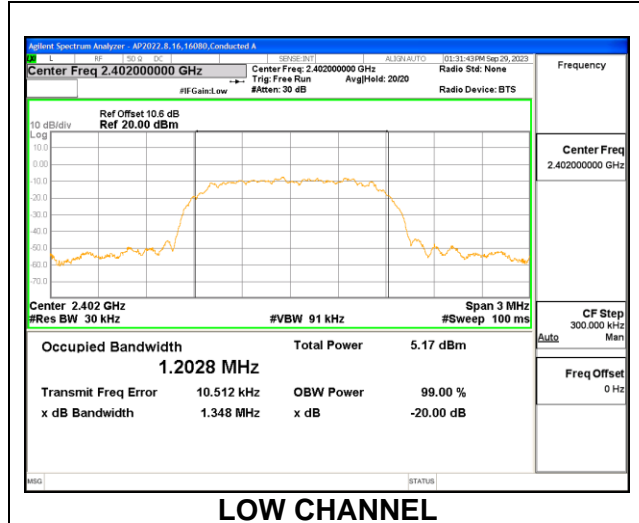 Agilent Spectrum Analyzer - AP2022.8.16,16080,Conducted A
L RF 50 Ω DC SENSE:INT ALIGNAUTO 01:31:43PM Sep 29, 2023
Center Freq 2.402000000 GHz
Center Freq: 2.402000000 GHz
Radio Std: None
Trig: Free Run Avg|Hold: 20/20
#IFGain:Low #Atten: 30 dB Radio Device: BTS
Frequency
Ref Offset 10.6 dB
10 dB/div Ref 20.00 dBm
Log
10.0
0.00
-10.0
-20.0
-30.0
-40.0
-50.0
-60.0
-70.0
Center 2.402 GHz Span 3 MHz
#Res BW 30 kHz #VBW 91 kHz #Sweep 100 ms
Occupied Bandwidth Total Power 5.17 dBm
1.2028 MHz
Transmit Freq Error 10.512 kHz OBW Power 99.00 %
x dB Bandwidth 1.348 MHz x dB -20.00 dB
Center Freq
2.402000000 GHz
CF Step
300.000 kHz
Auto Man
Freq Offset
0 Hz
MSG STATUS
LOW CHANNEL